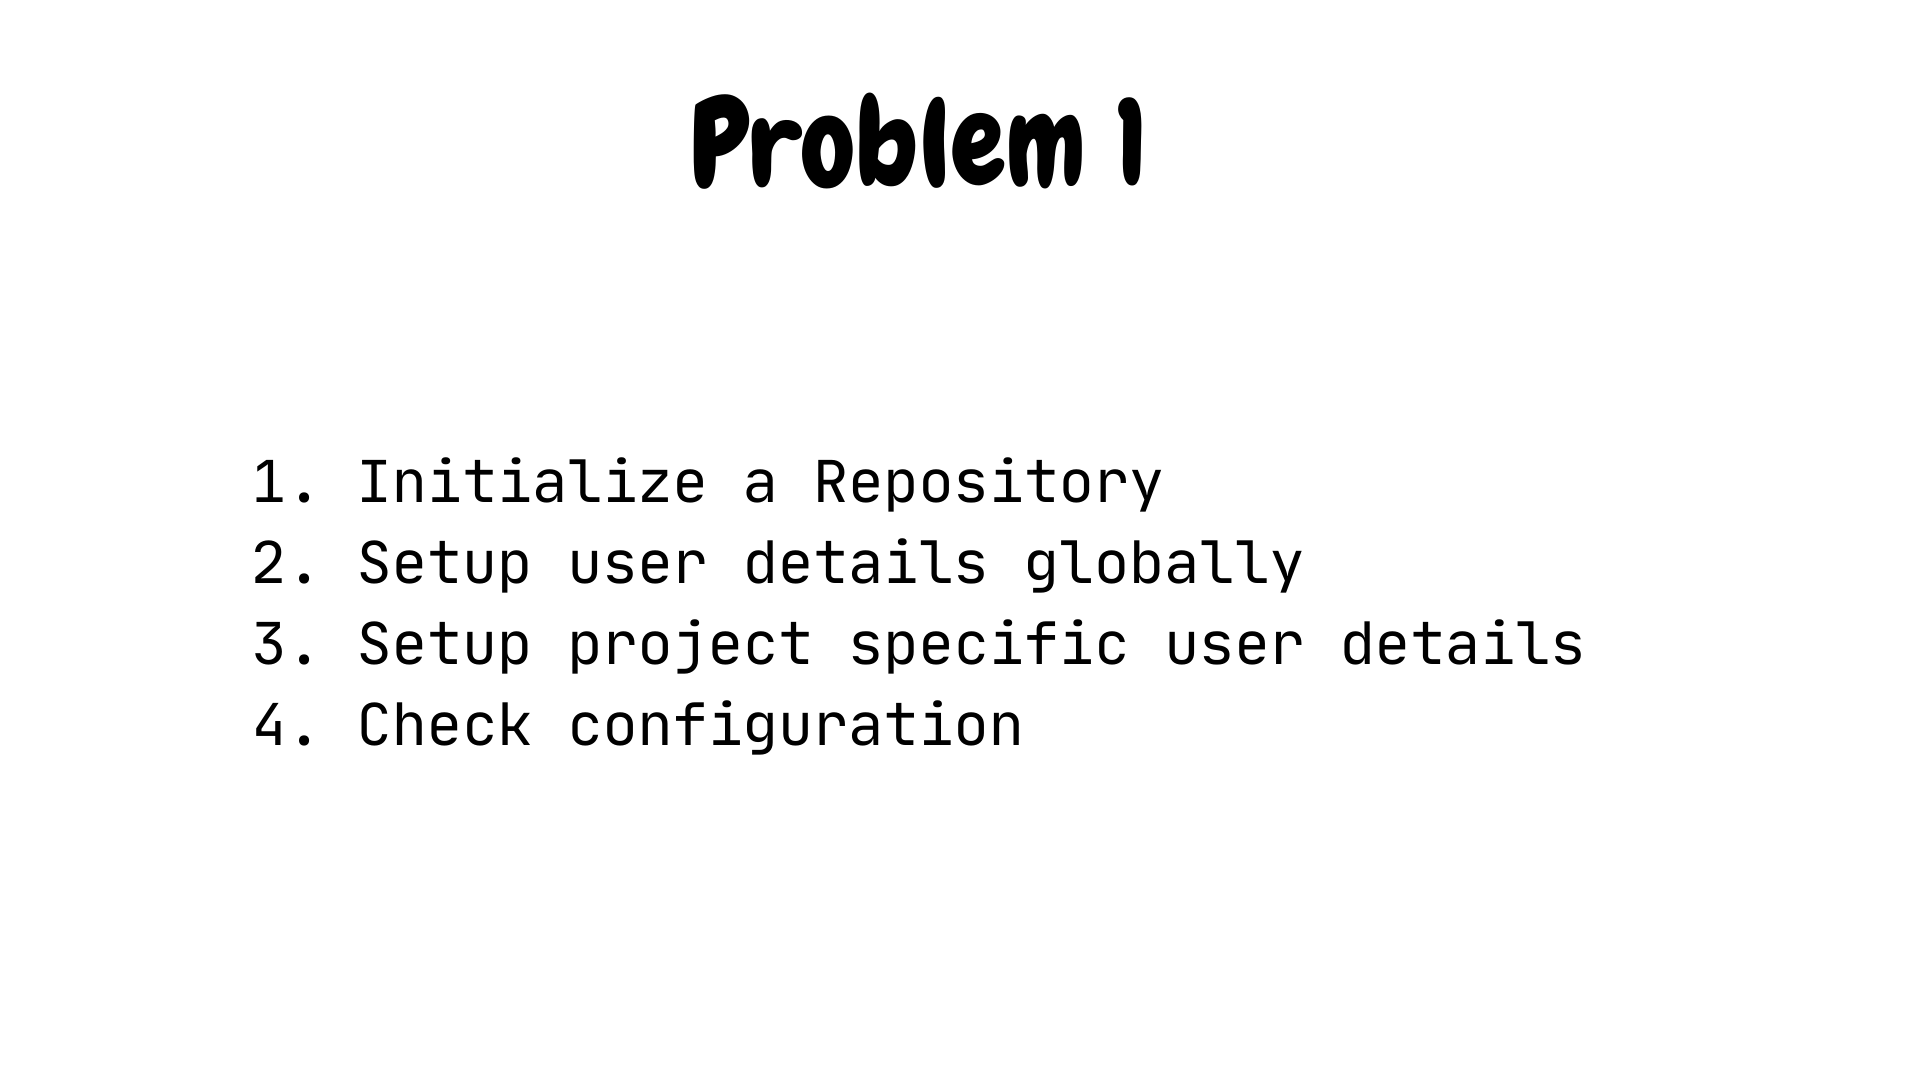 Problem 1
1. Initialize a Repository
2. Setup user details globally
3. Setup project specific user details
4. Check configuration